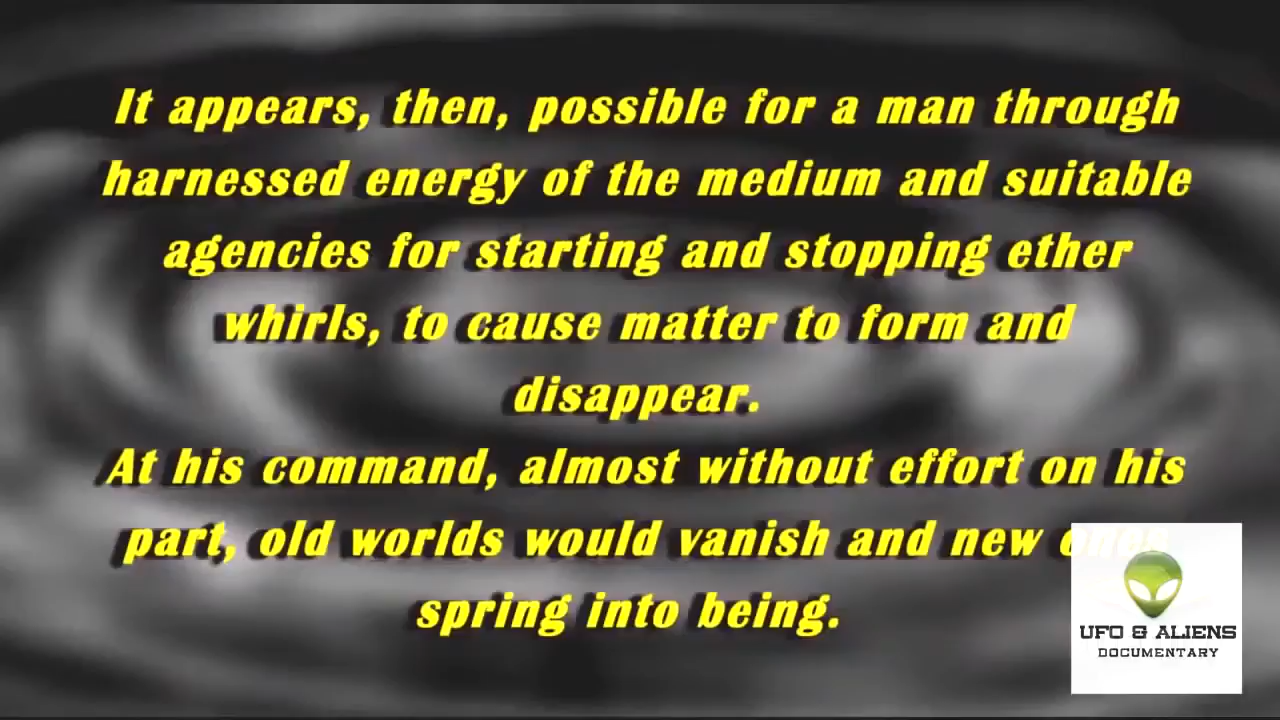 It appears, then, possible for a man through
harnessed energy of the medium and suitable
agencies for starting and stopping ether
whirls, to cause matter to form and
disappear.
At his command, almost without effort on his
part, old worlds would vanish and new
spring into being.
UFO & ALIENS
DOCUMENTARY